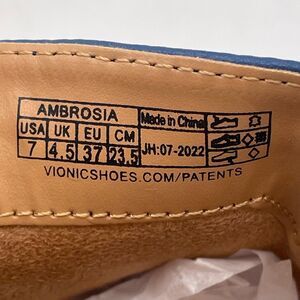 AMBROSIA
USA UK EU CM
7 4.5 37 23.5
Made in China
JH:07-2022
VIONICSHOES.COM/PATENTS